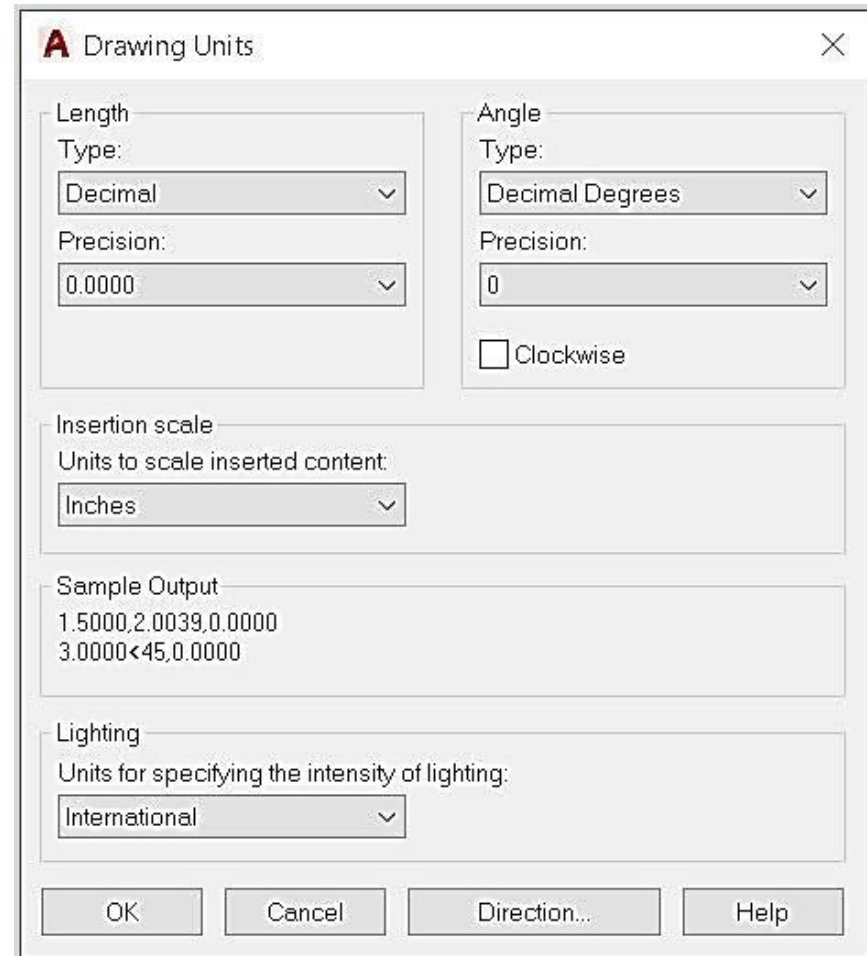 A Drawing Units
Length
Type:
Decimal
Precision:
0.0000
Angle
Type:
Decimal Degrees
Precision:
0
Clockwise
Insertion scale
Units to scale inserted content:
Inches
Sample Output
1.5000,2.0039,0.0000
3.0000<45,0.0000
Lighting
Units for specifying the intensity of lighting:
International
OK Cancel Direction... Help